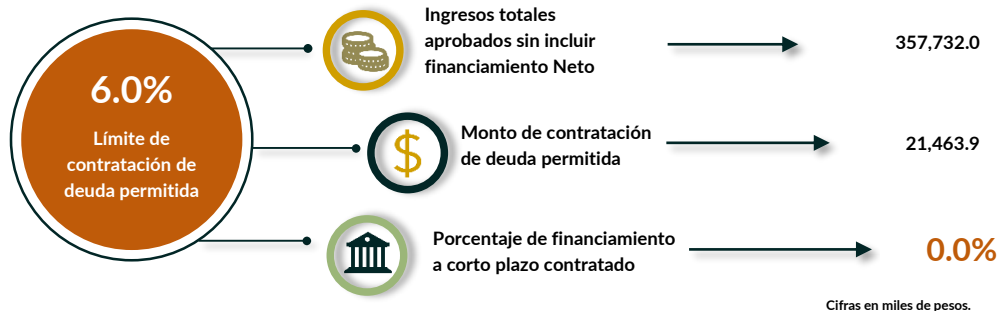 6.0%
Límite de
contratación de
deuda permitida
Ingresos totales
aprobados sin incluir
financiamiento Neto
357,732.0
$
Monto de contratación
de deuda permitida
21,463.9
Porcentaje de financiamiento
a corto plazo contratado
0.0%
Cifras en miles de pesos.